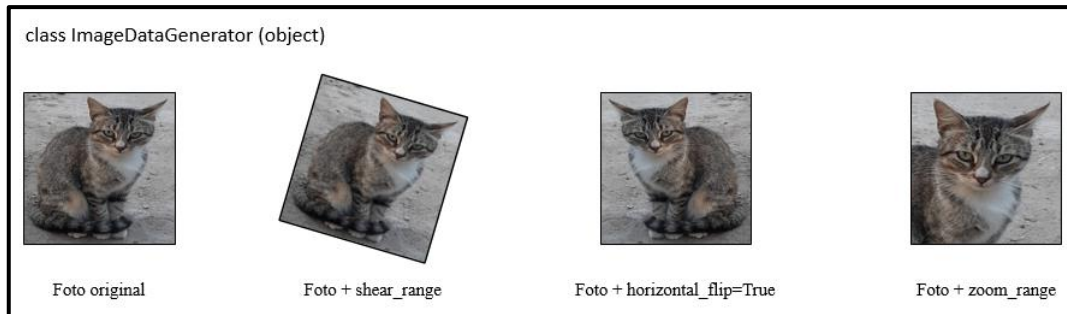 class ImageDataGenerator (object)
Foto original
Foto + shear_range
Foto + horizontal_flip=True
Foto + zoom_range